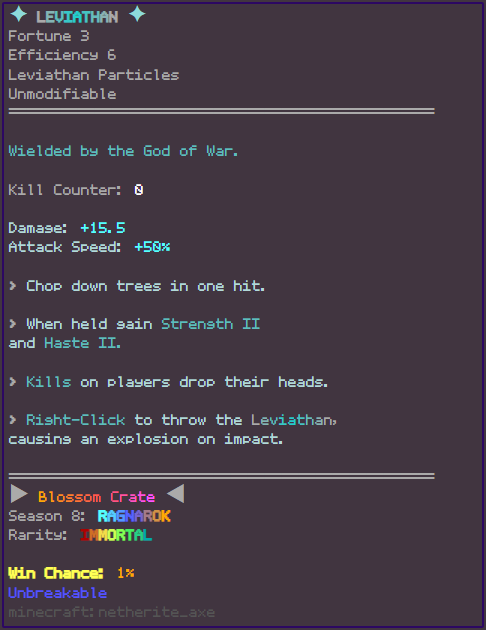 ✦ LEVIATHAN ✦
Fortune 3
Efficiency 6
Leviathan Particles
Unmodifiable
Wielded by the God of War.
Kill Counter: 0
Damage: +15.5
Attack Speed: +50%
> Chop down trees in one hit.
> When held gain Strength II
and Haste II.
> Kills on players drop their heads.
> Right-Click to throw the Leviathan,
causing an explosion on impact.
▶ Blossom Crate ◀
Season 8: RAGNAROK
Rarity: IMMORTAL
Win Chance: 1%
Unbreakable
minecraft:netherite_axe